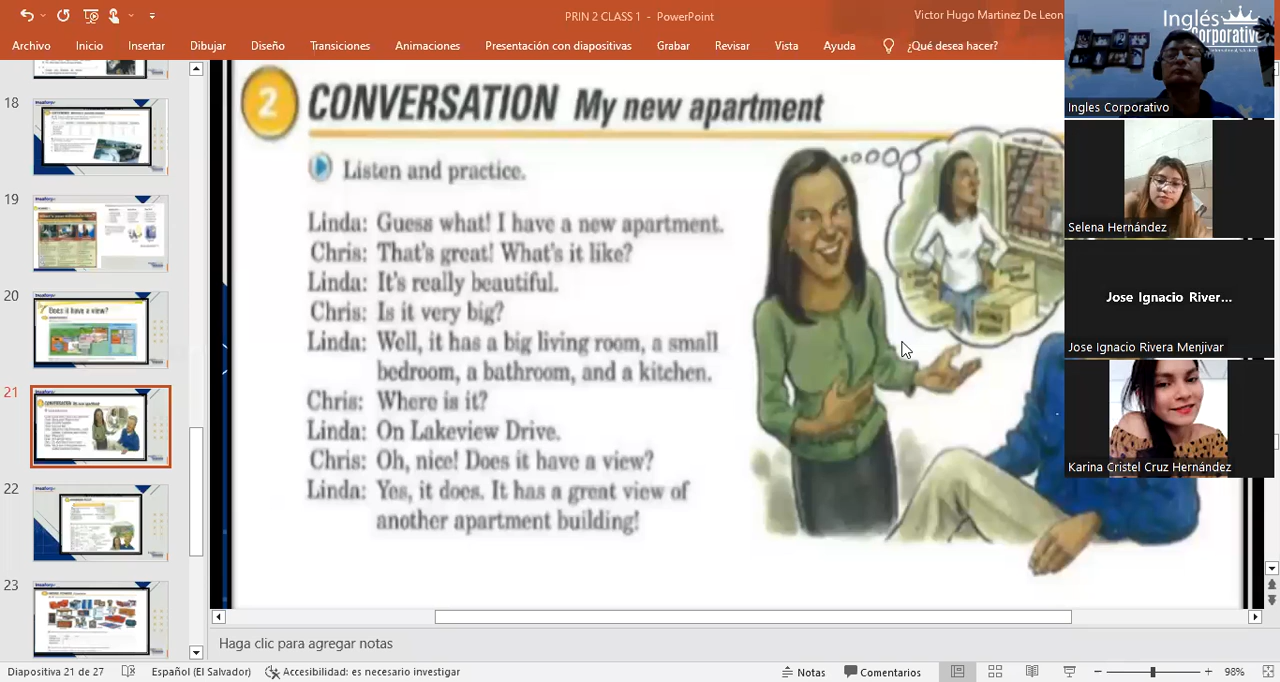 PRIN 2 CLASS 1 - PowerPoint
Victor Hugo Martinez De Leon
Archivo Inicio Insertar Dibujar Diseño Transiciones Animaciones Presentación con diapositivas Grabar Revisar Vista Ayuda ¿Qué desea hacer?
Inglés
Corporativo
Ingles Corporativo
Selena Hernández
Jose Ignacio River...
Jose Ignacio Rivera Menjivar
Karina Cristel Cruz Hernández
18
19
20
Does it have a view?
21
22
23
2 CONVERSATION My new apartment
Listen and practice.
Linda: Guess what! I have a new apartment.
Chris: That's great! What's it like?
Linda: It's really beautiful.
Chris: Is it very big?
Linda: Well, it has a big living room, a small
bedroom, a bathroom, and a kitchen.
Chris: Where is it?
Linda: On Lakeview Drive.
Chris: Oh, nice! Does it have a view?
Linda: Yes, it does. It has a great view of
another apartment building!
Haga clic para agregar notas
Diapositiva 21 de 27 Español (El Salvador) Accesibilidad: es necesario investigar Notas Comentarios 98%